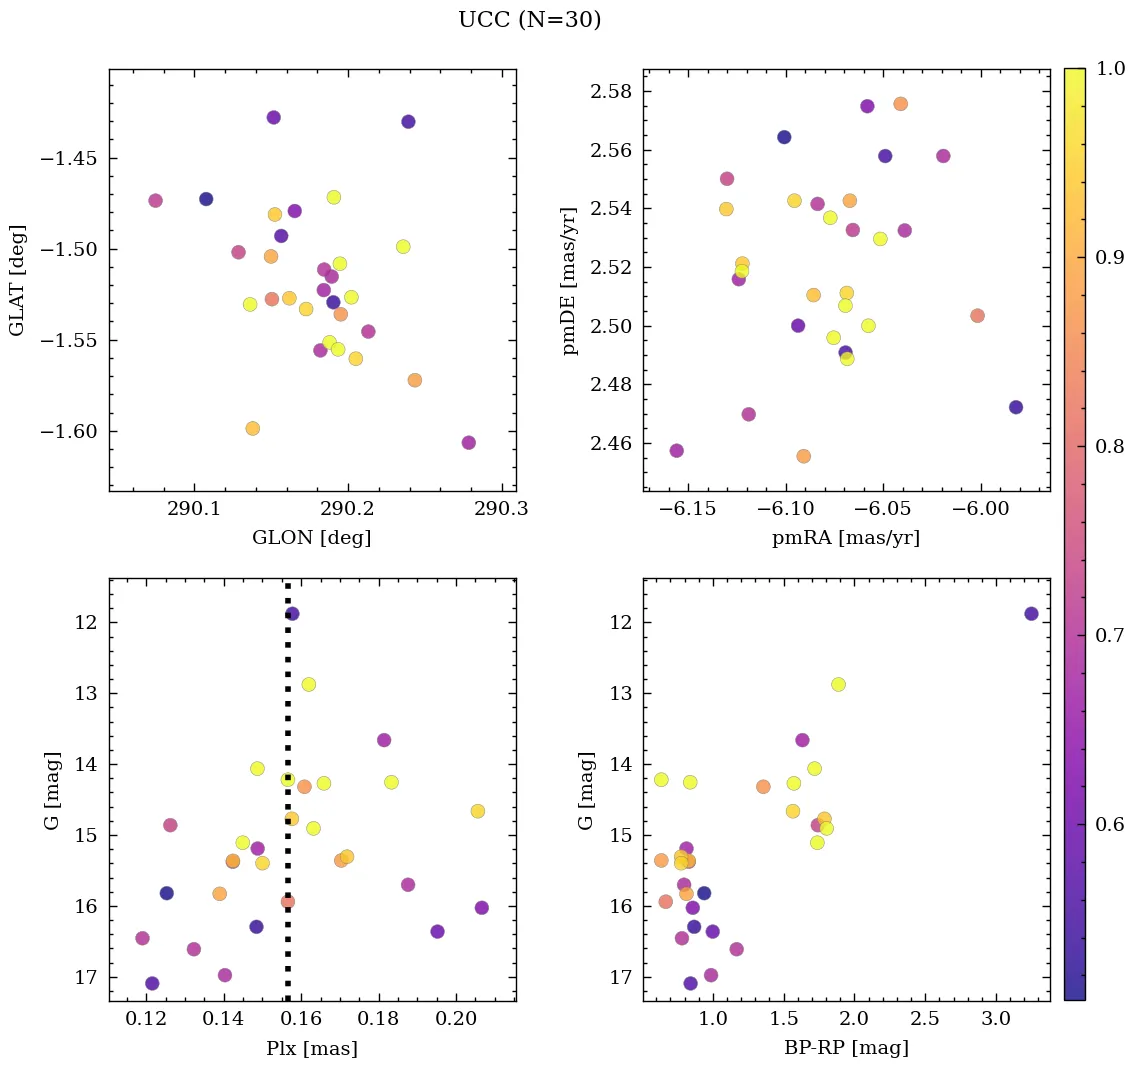 UCC (N=30)
−1.45
−1.50
−1.55
−1.60
GLAT [deg]
290.1 290.2 290.3
GLON [deg]
2.58
2.56
2.54
2.52
2.50
2.48
2.46
pmDE [mas/yr]
−6.15 −6.10 −6.05 −6.00
pmRA [mas/yr]
12
13
14
15
16
17
G [mag]
0.12 0.14 0.16 0.18 0.20
Plx [mas]
12
13
14
15
16
17
G [mag]
1.0 1.5 2.0 2.5 3.0
BP-RP [mag]
1.0
0.9
0.8
0.7
0.6